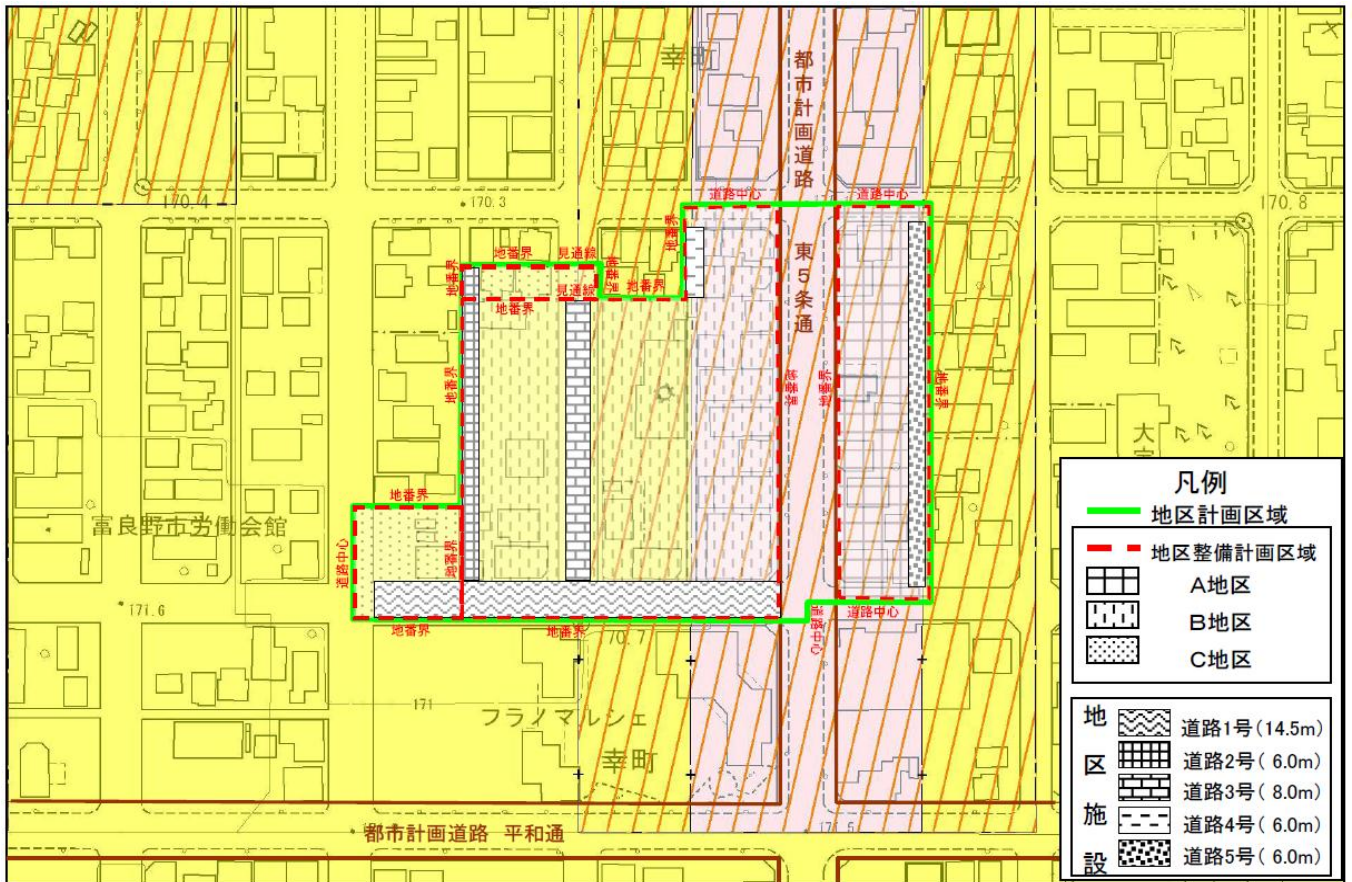 幸町
都市計画道路
東5条通
170.4
170.3
170.8
道路中心
道路中心
地番界
地番界
見通線
地番界
地番界
見通線
地番界
地番界
地番界
地番界
地番界
地番界
道路中心
地番界
富良野市労働会館
171.6
地番界
地番界
道路中心
道路中心
70.7
171
フラノマルシェ
幸町
都市計画道路 平和通
171.5
凡例
地区計画区域
地区整備計画区域
A地区
B地区
C地区
地区施設
道路1号(14.5m)
道路2号( 6.0m)
道路3号( 8.0m)
道路4号( 6.0m)
道路5号( 6.0m)